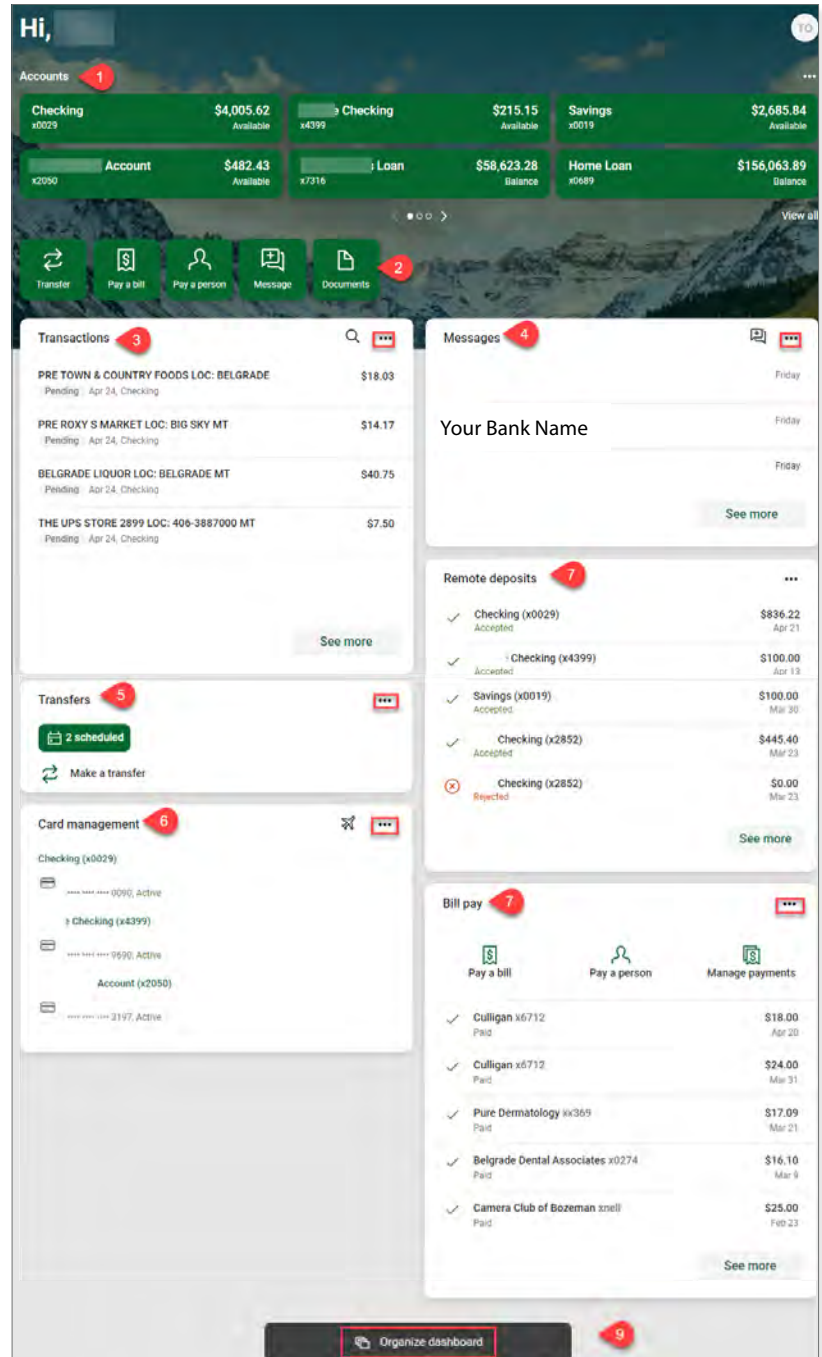 Hi,
TO
Accounts 1
•••
Checking $4,005.62
x0029 Available
Checking $215.15
x4399 Available
Savings $2,685.84
x0019 Available
Account $482.43
x2050 Available
Loan $58,623.28
x7316 Balance
Home Loan $156,063.89
x0689 Balance
View all
Transfer Pay a bill Pay a person Message Documents 2
Transactions 3
•••
PRE TOWN & COUNTRY FOODS LOC: BELGRADE $18.03
Pending Apr 24, Checking
PRE ROXY S MARKET LOC: BIG SKY MT $14.17
Pending Apr 24, Checking
BELGRADE LIQUOR LOC: BELGRADE MT $40.75
Pending Apr 24, Checking
THE UPS STORE 2899 LOC: 406-3887000 MT $7.50
Pending Apr 24, Checking
See more
Messages 4
•••
Friday
Your Bank Name Friday
Friday
See more
Transfers 5
•••
2 scheduled
Make a transfer
Card management 6
•••
Checking (x0029)
•••• •••• •••• 0090, Active
Checking (x4399)
•••• •••• •••• 9690, Active
Account (x2050)
•••• •••• •••• 3197, Active
Remote deposits 7
•••
Checking (x0029) $836.22
Accepted Apr 21
Checking (x4399) $100.00
Accepted Apr 13
Savings (x0019) $100.00
Accepted Mar 30
Checking (x2852) $445.40
Accepted Mar 23
Checking (x2852) $0.00
Rejected Mar 23
See more
Bill pay 7
•••
Pay a bill Pay a person Manage payments
Culligan x6712 $18.00
Paid Apr 20
Culligan x6712 $24.00
Paid Mar 31
Pure Dermatology xx369 $17.09
Paid Mar 21
Belgrade Dental Associates x0274 $16.10
Paid Mar 9
Camera Club of Bozeman xnell $25.00
Paid Feb 23
See more
Organize dashboard 9